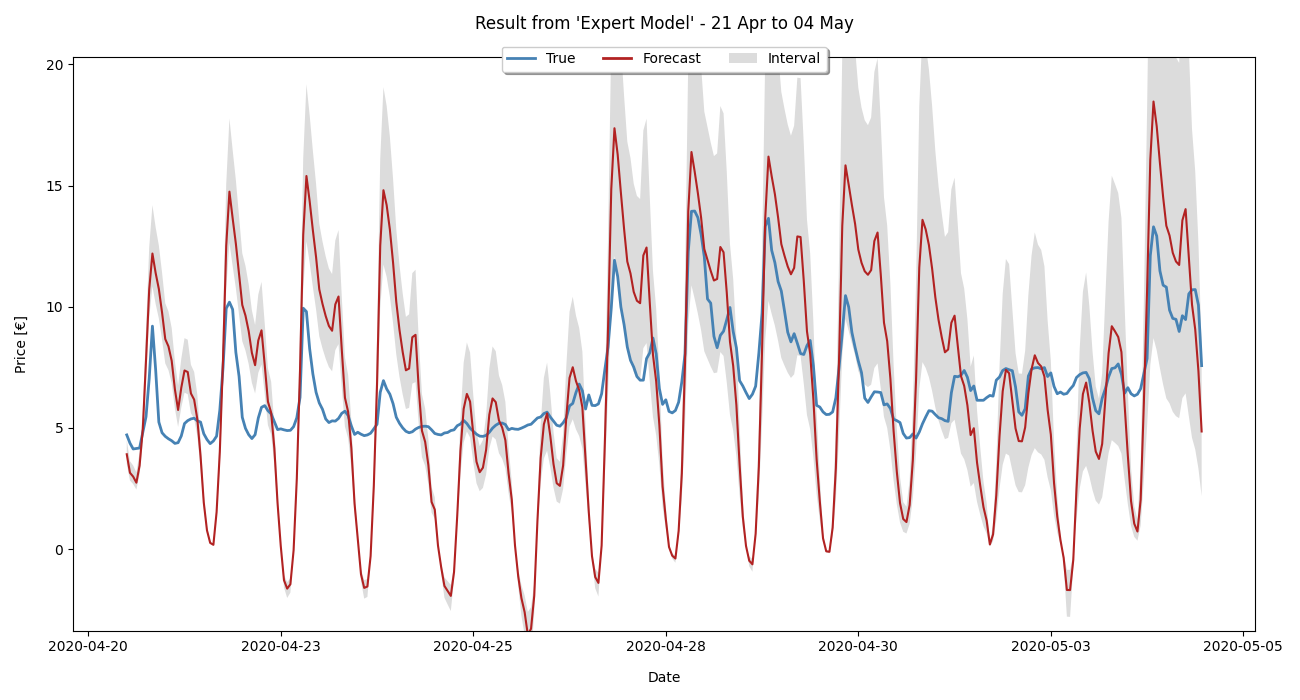 Result from 'Expert Model' - 21 Apr to 04 May
True
Forecast
Interval
20
15
10
5
0
Price [€]
2020-04-20
2020-04-23
2020-04-25
2020-04-28
2020-04-30
2020-05-03
2020-05-05
Date